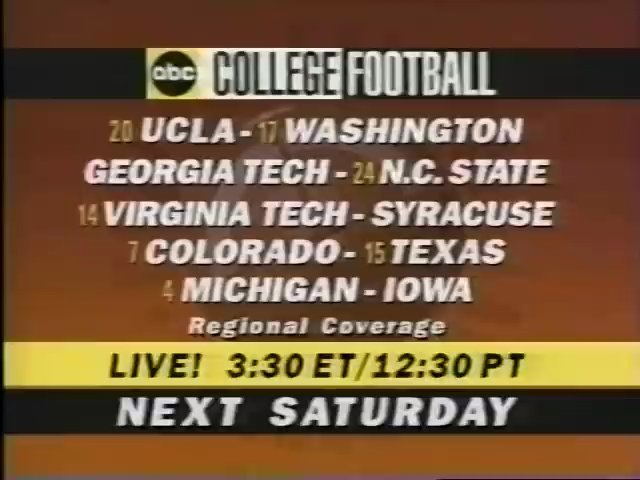 abc COLLEGE FOOTBALL
20 UCLA - 17 WASHINGTON
GEORGIA TECH - 24 N.C. STATE
14 VIRGINIA TECH - SYRACUSE
7 COLORADO - 15 TEXAS
4 MICHIGAN - IOWA
Regional Coverage
LIVE! 3:30 ET/12:30 PT
NEXT SATURDAY